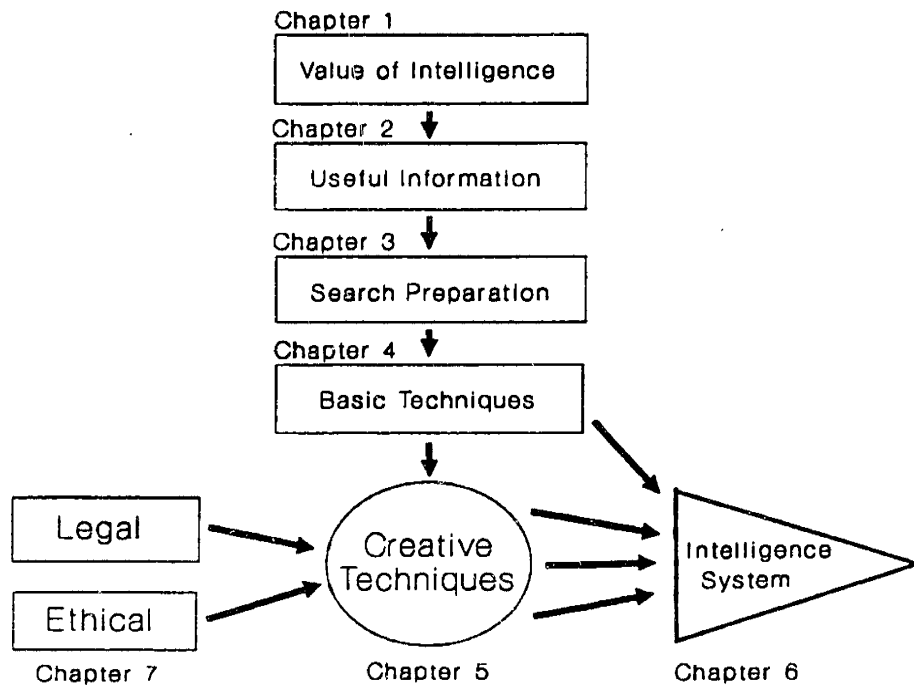 Chapter 1
Value of Intelligence
Chapter 2
Useful Information
Chapter 3
Search Preparation
Chapter 4
Basic Techniques
Legal
Ethical
Chapter 7
Creative
Techniques
Chapter 5
Intelligence
System
Chapter 6